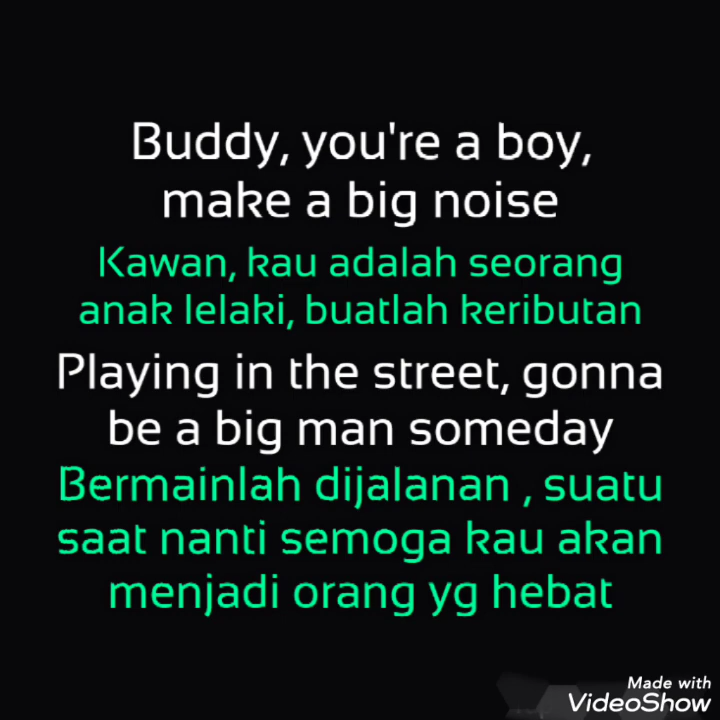 Buddy, you're a boy,
make a big noise
Kawan, kau adalah seorang
anak lelaki, buatlah keributan
Playing in the street, gonna
be a big man someday
Bermainlah dijalanan , suatu
saat nanti semoga kau akan
menjadi orang yg hebat
Made with
VideoShow